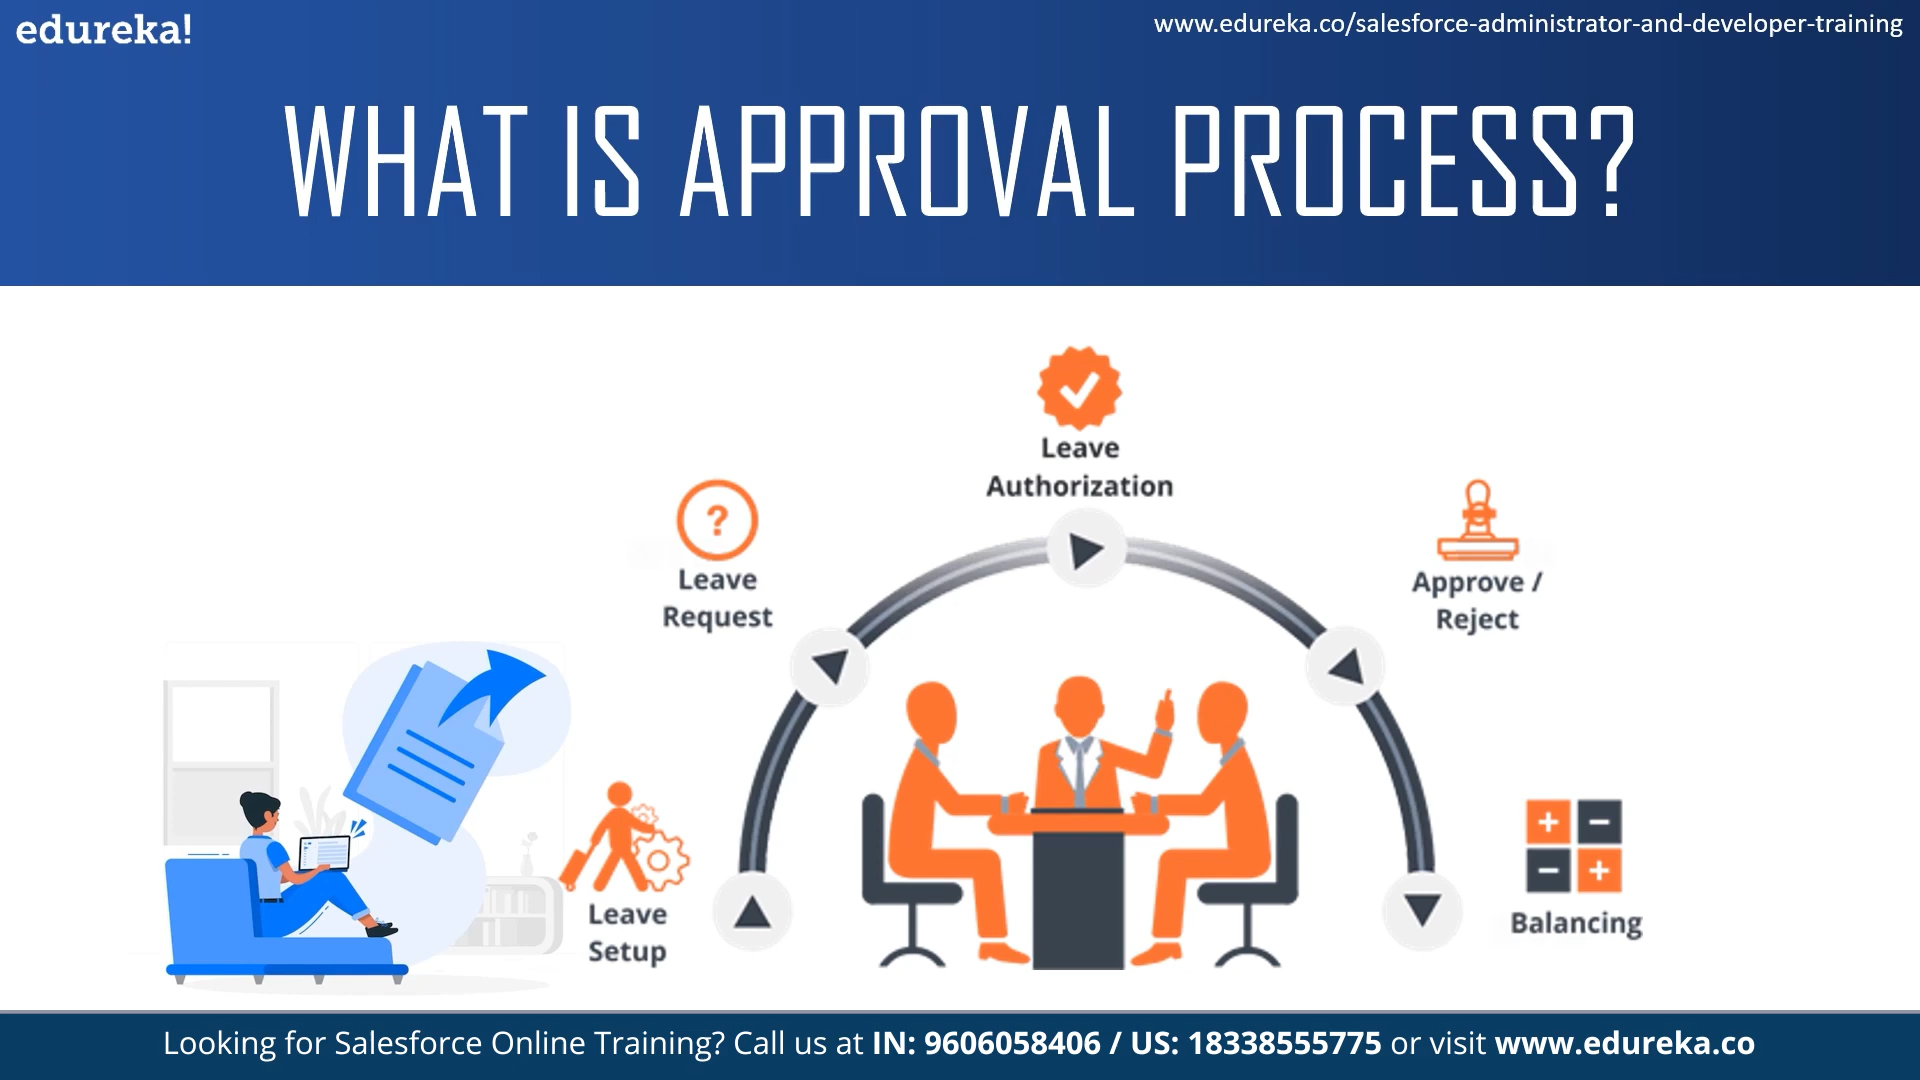 edureka!
www.edureka.co/salesforce-administrator-and-developer-training
WHAT IS APPROVAL PROCESS?
Leave
Authorization
?
Leave
Request
Approve /
Reject
Leave
Setup
+ −
− +
Balancing
Looking for Salesforce Online Training? Call us at IN: 9606058406 / US: 18338555775 or visit www.edureka.co